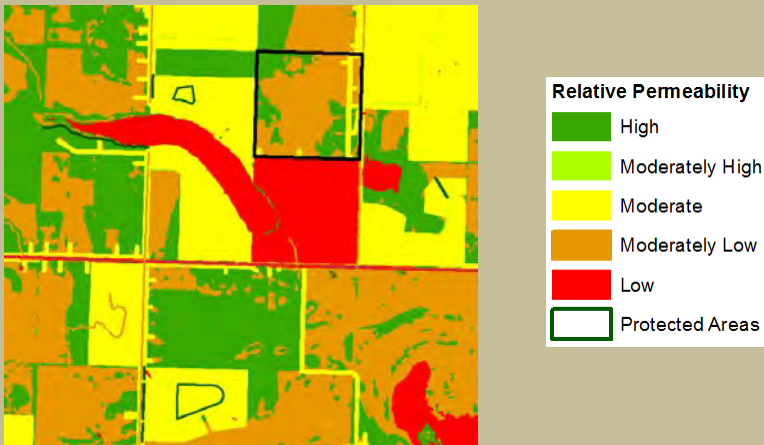 Relative Permeability
High
Moderately High
Moderate
Moderately Low
Low
Protected Areas